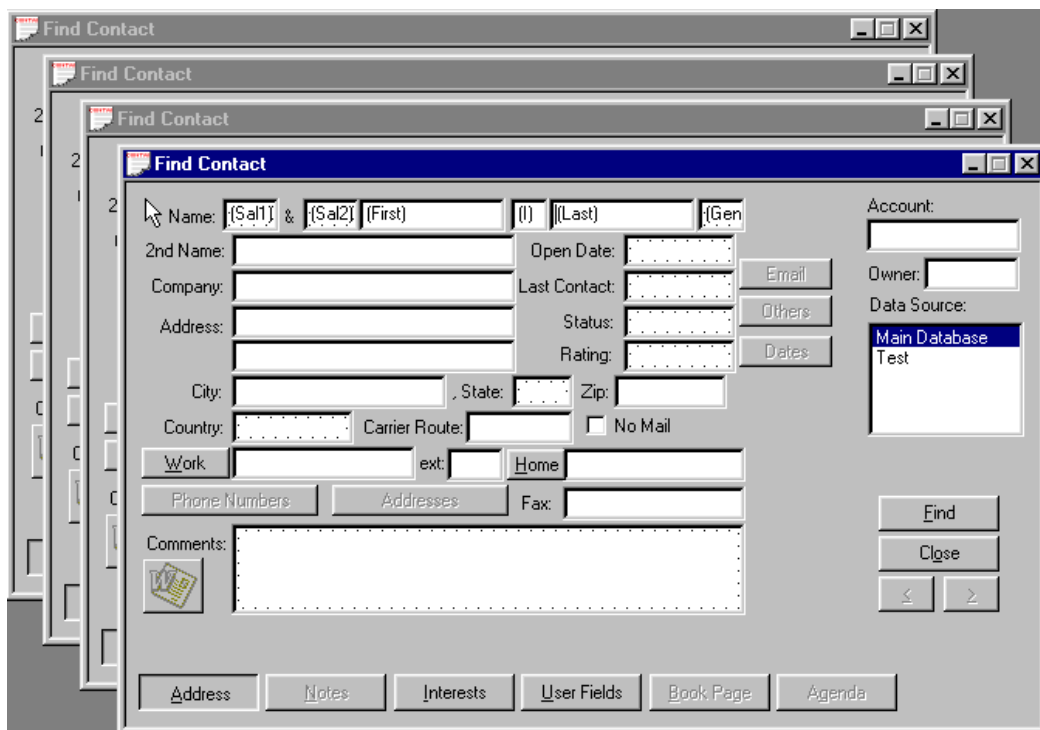 Find Contact
Find Contact
2
Find Contact
2
Find Contact
2
Name: (Sal1) & (Sal2) (First) (I) (Last) (Gen
Account:
2nd Name: Open Date:
Company: Last Contact: Email
Owner:
Address: Status: Others
Data Source:
Rating: Dates
Main Database
Test
City: , State: Zip:
Country: Carrier Route: No Mail
Work ext: Home
Phone Numbers Addresses Fax:
Find
Comments:
Close
W
< >
Address Notes Interests User Fields Book Page Agenda